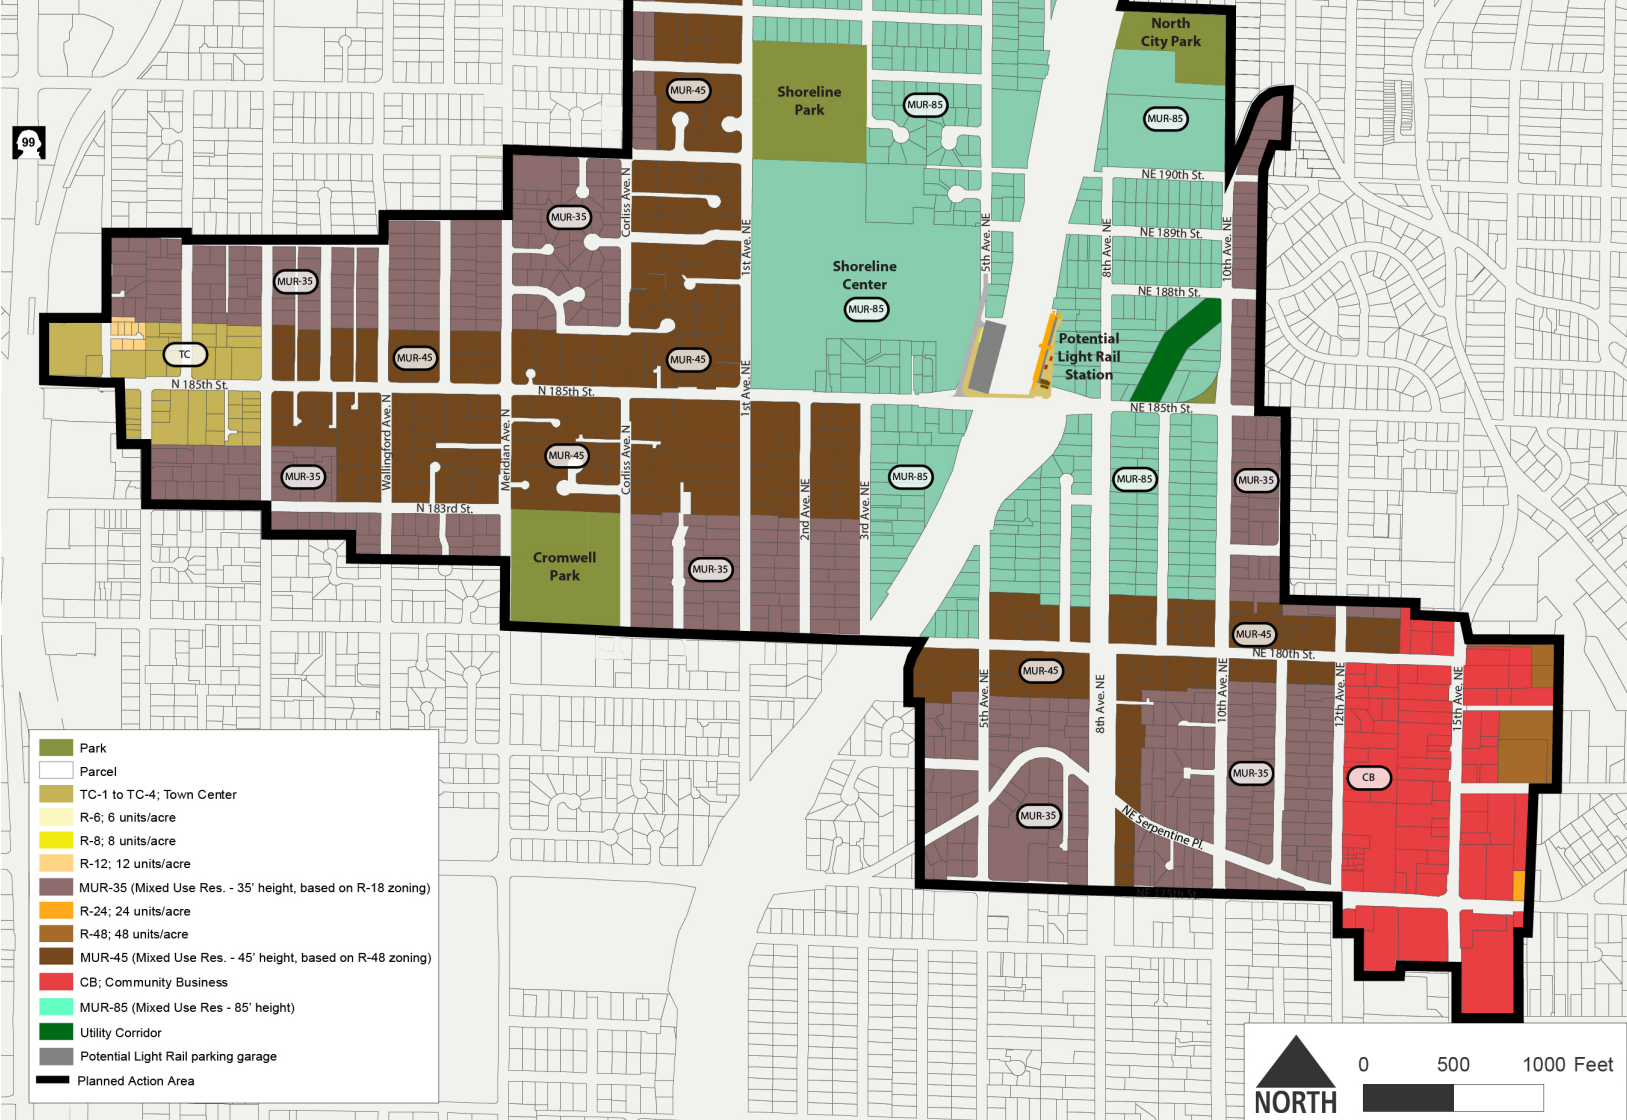 North
City Park
MUR-45
Shoreline
Park
MUR-85
MUR-85
99
NE 190th St.
Corliss Ave. N
MUR-35
1st Ave. NE
5th Ave. NE
8th Ave. NE
NE 189th St.
10th Ave. NE
MUR-35
Shoreline
Center
MUR-85
NE 188th St.
TC
MUR-45
MUR-45
Potential
Light Rail
Station
N 185th St.
N 185th St.
1st Ave. NE
NE 185th St.
Wallingford Ave. N
Meridian Ave. N
MUR-45
Corliss Ave. N
MUR-35
MUR-85
MUR-85
MUR-35
N 183rd St.
2nd Ave. NE
3rd Ave. NE
Cromwell
Park
MUR-35
MUR-45
NE 180th St.
MUR-45
5th Ave. NE
8th Ave. NE
10th Ave. NE
12th Ave. NE
15th Ave. NE
MUR-35
CB
MUR-35
NE Serpentine Pl.
NE 175th St.
Park
Parcel
TC-1 to TC-4; Town Center
R-6; 6 units/acre
R-8; 8 units/acre
R-12; 12 units/acre
MUR-35 (Mixed Use Res. - 35' height, based on R-18 zoning)
R-24; 24 units/acre
R-48; 48 units/acre
MUR-45 (Mixed Use Res. - 45' height, based on R-48 zoning)
CB; Community Business
MUR-85 (Mixed Use Res - 85' height)
Utility Corridor
Potential Light Rail parking garage
Planned Action Area
0 500 1000 Feet
NORTH